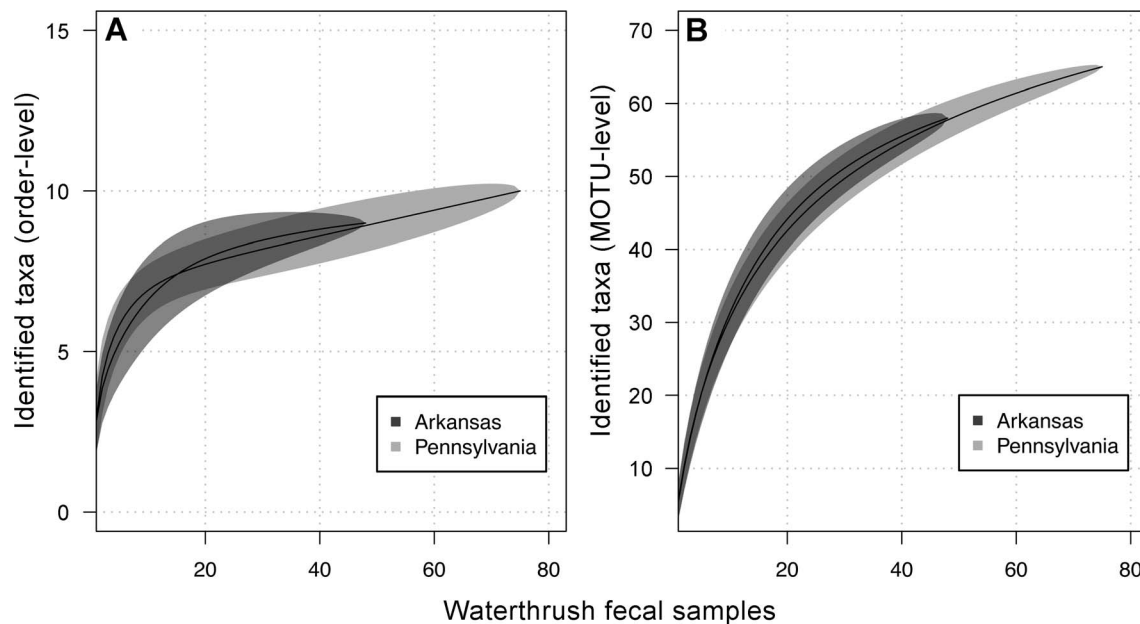 A
15
10
5
0
Identified taxa (order-level)
Arkansas
Pennsylvania
20
40
60
80
B
70
60
50
40
30
20
10
Identified taxa (MOTU-level)
Arkansas
Pennsylvania
20
40
60
80
Waterthrush fecal samples